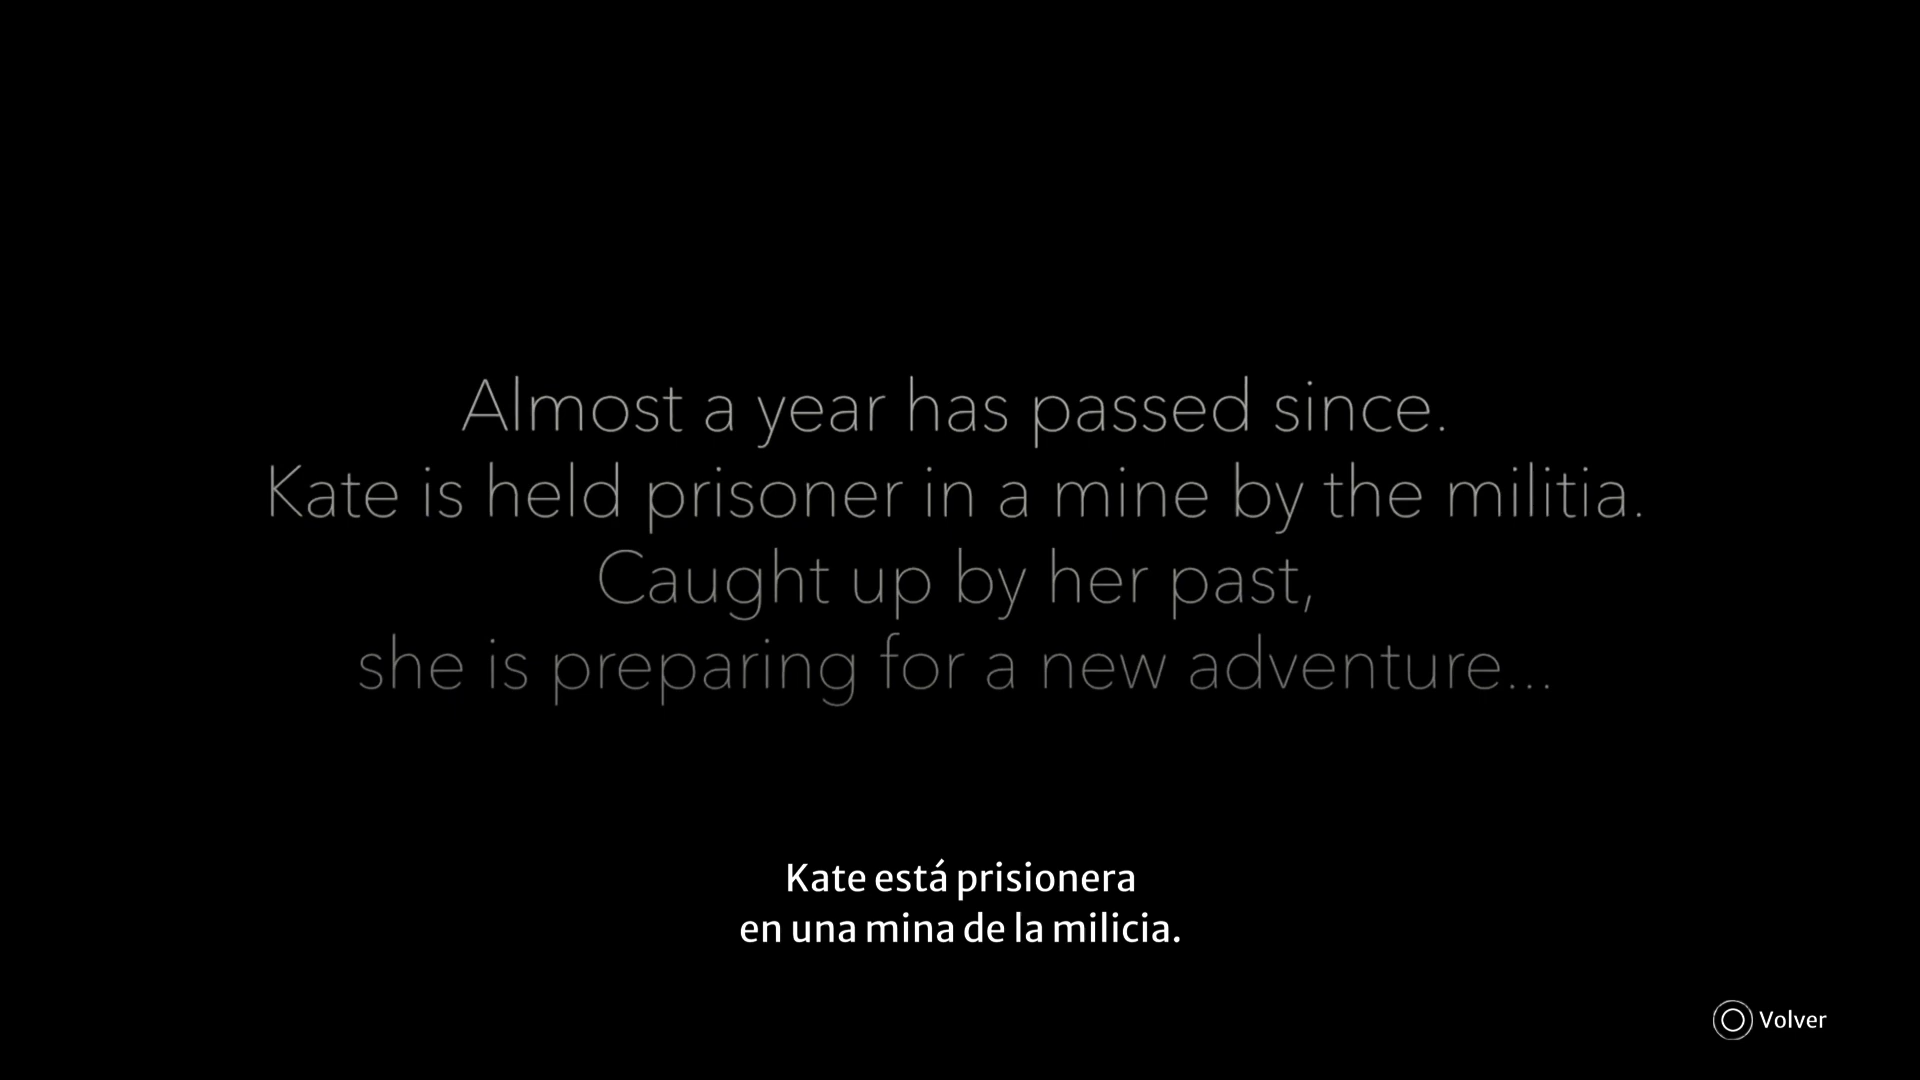 Almost a year has passed since.
Kate is held prisoner in a mine by the militia.
Caught up by her past,
she is preparing for a new adventure...
Kate está prisionera
en una mina de la milicia.
Volver